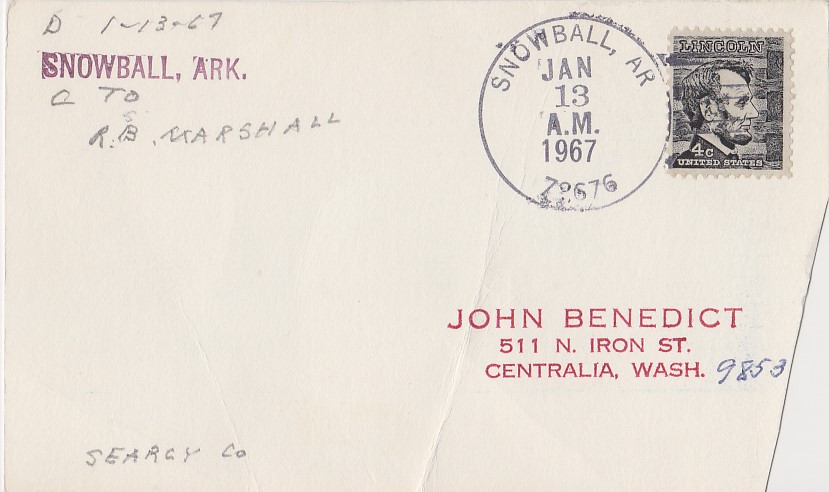 D 1-13-67
SNOWBALL, ARK.
C TO
R.B. MARSHALL
S
SNOWBALL, AR
JAN
13
A.M.
1967
72676
LINCOLN
4c
UNITED STATES
JOHN BENEDICT
511 N. IRON ST.
CENTRALIA, WASH. 9853
SEARCY Co